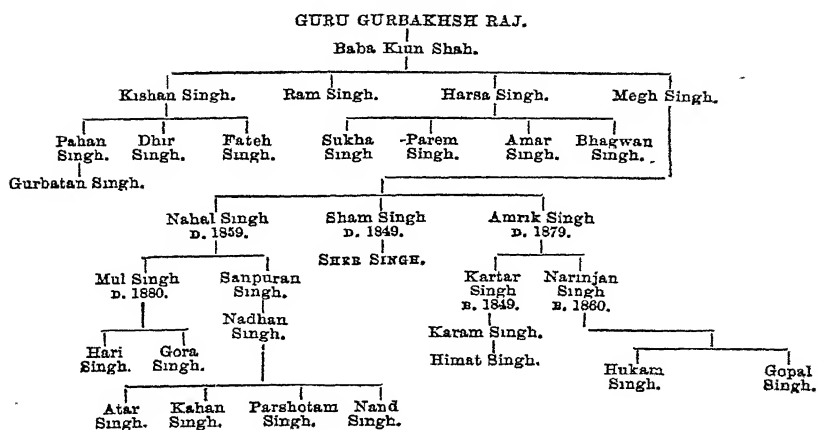 GURU GURBAKHSH RAJ.
Baba Kiun Shah.
Kishan Singh. Ram Singh. Harsa Singh. Megh Singh.
Pahan Dhir Fateh Sukha -Parem Amar Bhagwan
Singh. Singh. Singh. Singh Singh. Singh. Singh.
Gurbatan Singh.
Nahal Singh Sham Singh Amrik Singh
D. 1859. D. 1849. D. 1879.
SHER SINGH.
Mul Singh Sanpuran Kartar Narinjan
D. 1880. Singh. Singh Singh
B. 1849. B. 1860.
Nadhan Karam Singh.
Singh.
Hari Gora Himat Singh. Hukam Gopal
Singh. Singh. Singh. Singh.
Atar Kahan Parshotam Nand
Singh. Singh. Singh. Singh.